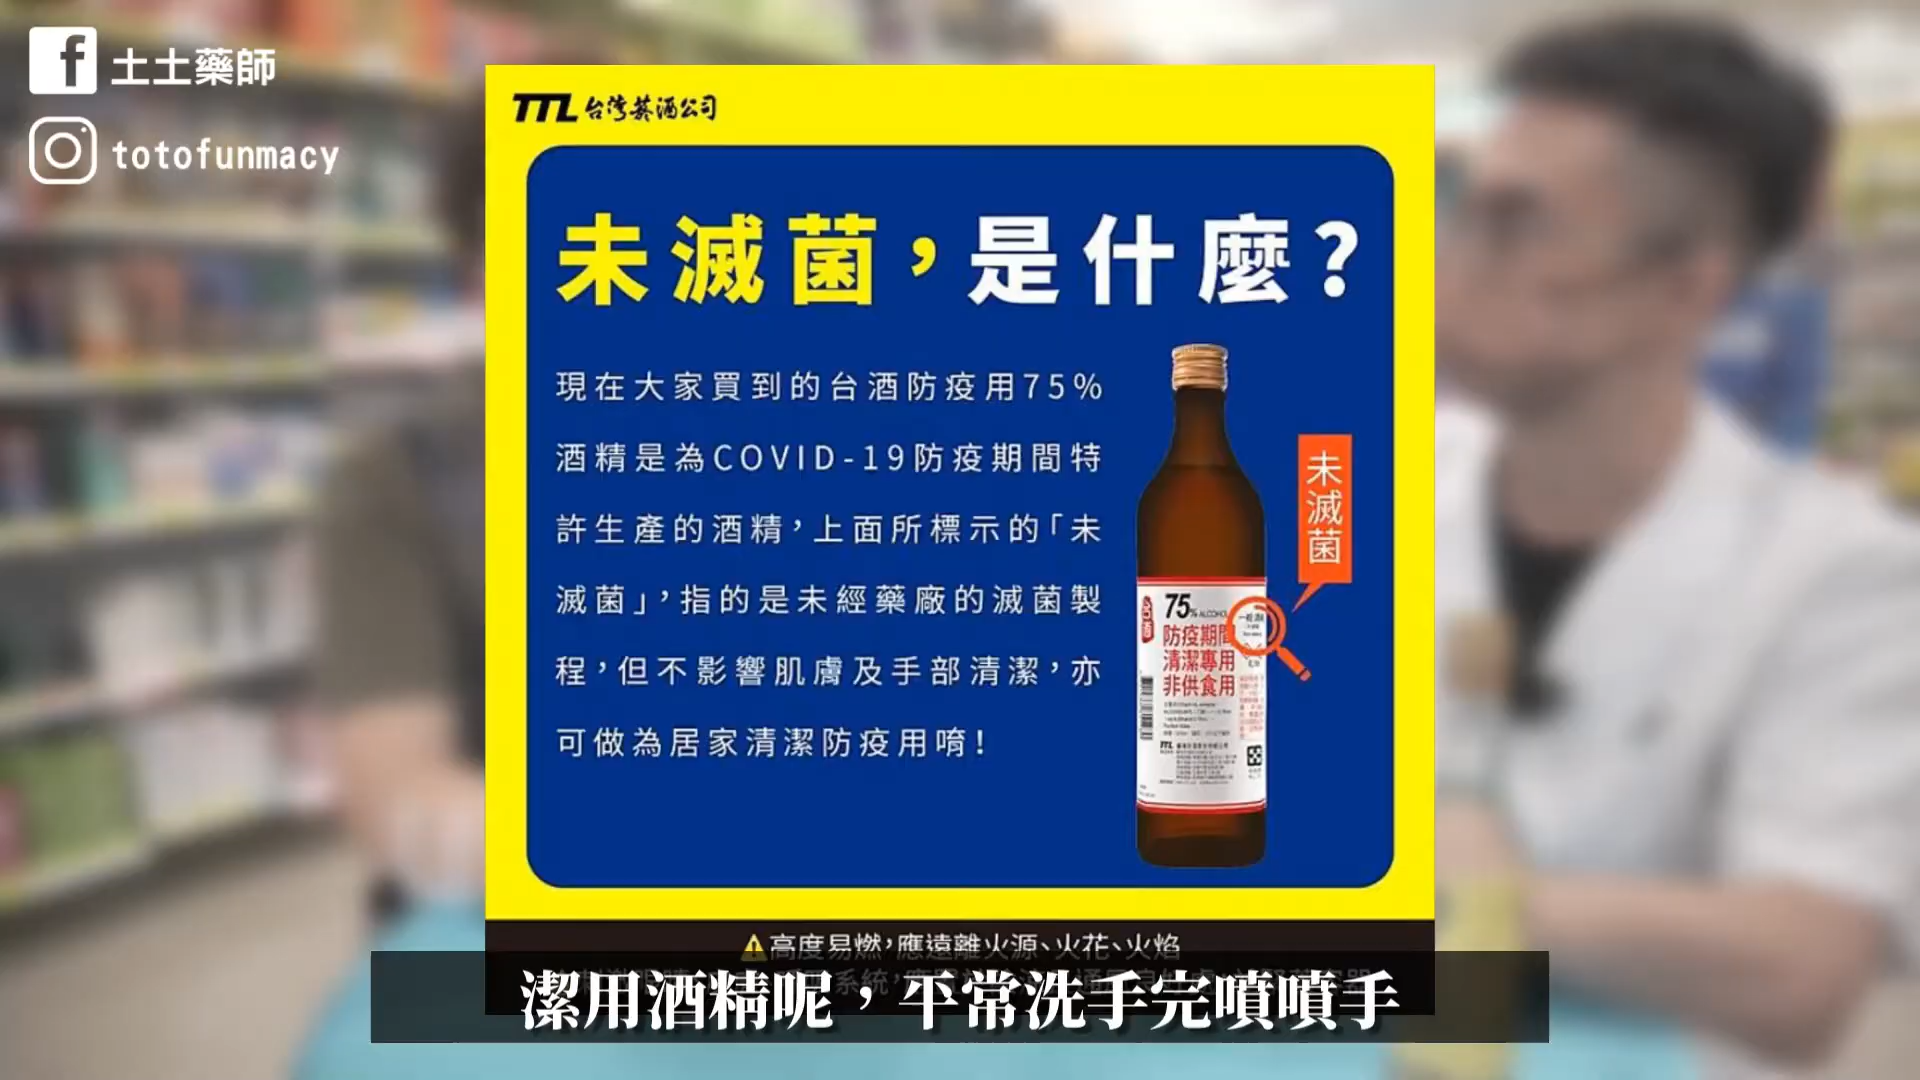 土土藥師
totofunmacy
TTL 台灣菸酒公司
未滅菌，是什麼？
現在大家買到的台酒防疫用75%
酒精是為COVID-19防疫期間特
許生產的酒精，上面所標示的「未
滅菌」，指的是未經藥廠的滅菌製
程，但不影響肌膚及手部清潔，亦
可做為居家清潔防疫用唷！
未滅菌
台酒
75% ALCOHOL
防疫期間
清潔專用
非供食用
TTL
高度易燃，應遠離火源、火花、火焰
潔用酒精呢，平常洗手完噴噴手